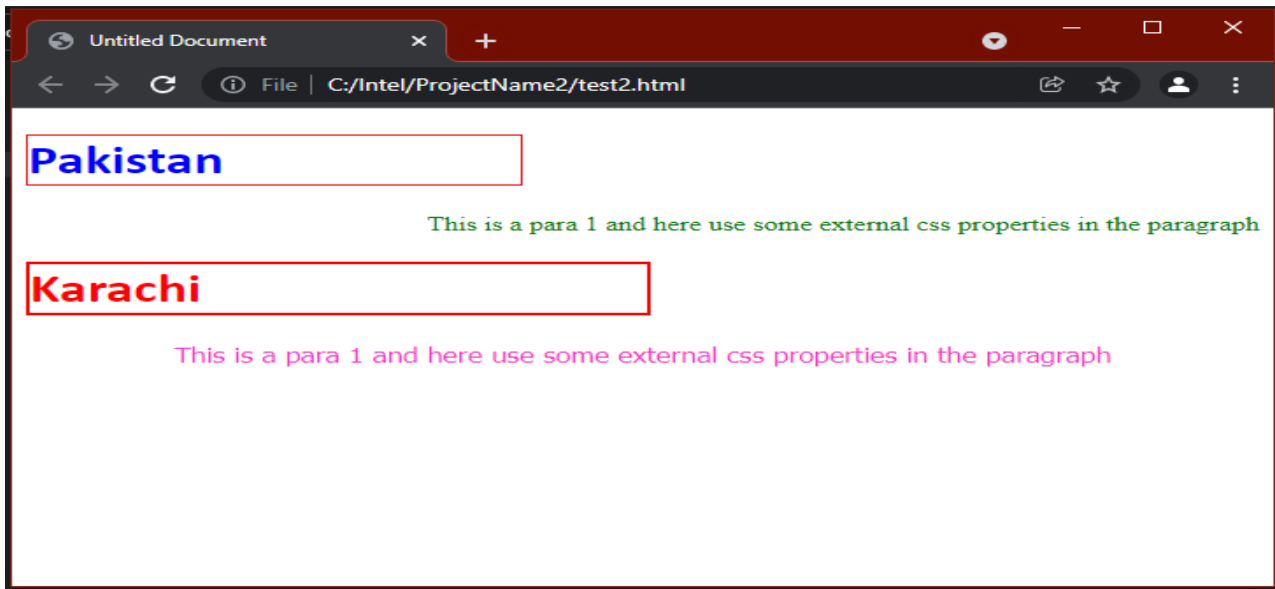 Untitled Document
File | C:/Intel/ProjectName2/test2.html
Pakistan
This is a para 1 and here use some external css properties in the paragraph
Karachi
This is a para 1 and here use some external css properties in the paragraph